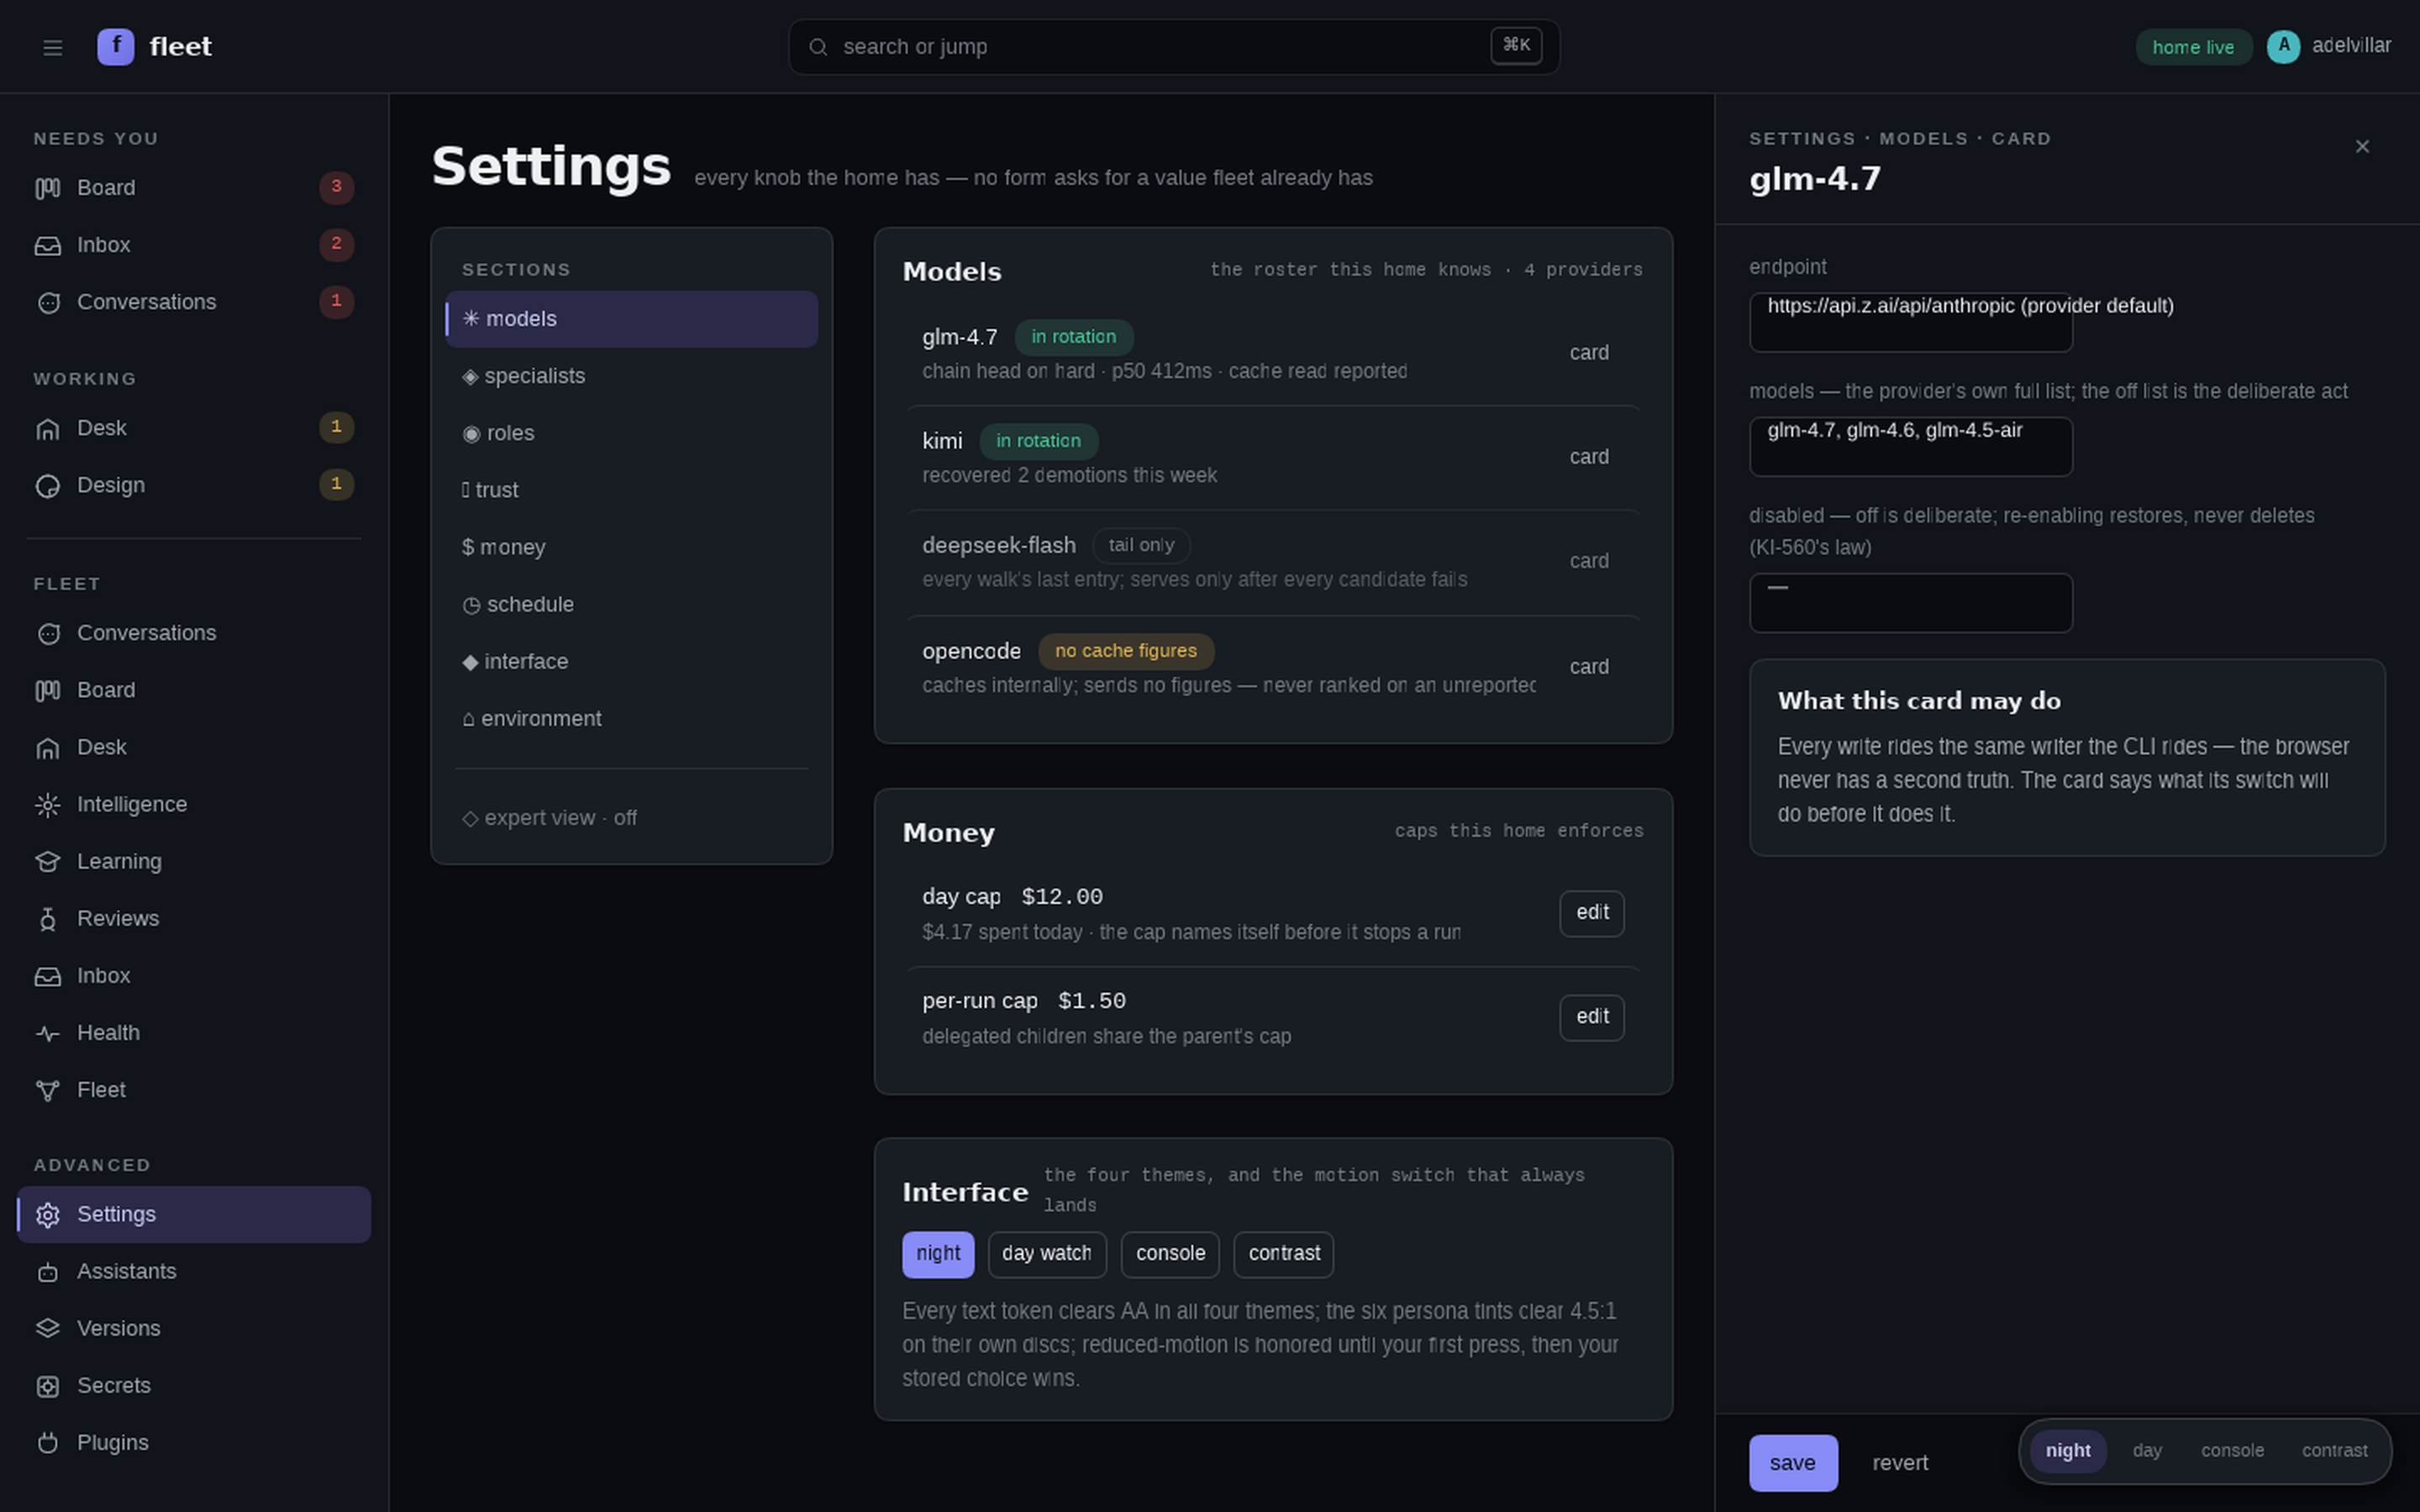 f fleet
search or jump ⌘K
home live A adelvillar
NEEDS YOU
Board 3
Inbox 2
Conversations 1
WORKING
Desk 1
Design 1
FLEET
Conversations
Board
Desk
Intelligence
Learning
Reviews
Inbox
Health
Fleet
ADVANCED
Settings
Assistants
Versions
Secrets
Plugins
Settings every knob the home has — no form asks for a value fleet already has
SECTIONS
models
specialists
roles
trust
$ money
schedule
interface
environment
expert view · off
Models the roster this home knows · 4 providers
glm-4.7 in rotation
chain head on hard · p50 412ms · cache read reported
card
kimi in rotation
recovered 2 demotions this week
card
deepseek-flash tail only
every walk's last entry; serves only after every candidate fails
card
opencode no cache figures
caches internally; sends no figures — never ranked on an unreported
card
Money caps this home enforces
day cap $12.00
$4.17 spent today · the cap names itself before it stops a run
edit
per-run cap $1.50
delegated children share the parent's cap
edit
Interface the four themes, and the motion switch that always
lands
night day watch console contrast
Every text token clears AA in all four themes; the six persona tints clear 4.5:1
on their own discs; reduced-motion is honored until your first press, then your
stored choice wins.
SETTINGS · MODELS · CARD
glm-4.7
×
endpoint
https://api.z.ai/api/anthropic (provider default)
models — the provider's own full list; the off list is the deliberate act
glm-4.7, glm-4.6, glm-4.5-air
disabled — off is deliberate; re-enabling restores, never deletes
(KI-560's law)
—
What this card may do
Every write rides the same writer the CLI rides — the browser
never has a second truth. The card says what its switch will
do before it does it.
save revert
night day console contrast